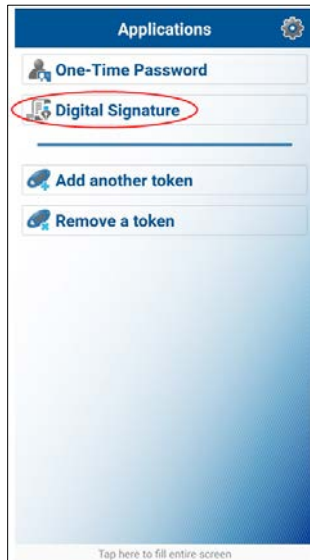 Applications
One-Time Password
Digital Signature
Add another token
Remove a token
Tap here to fill entire screen